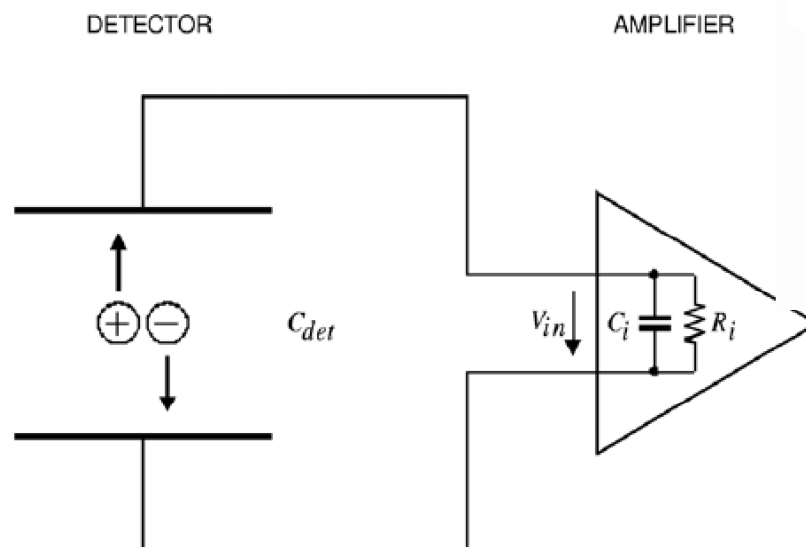 DETECTOR AMPLIFIER
+ −
C_det V_in C_i R_i